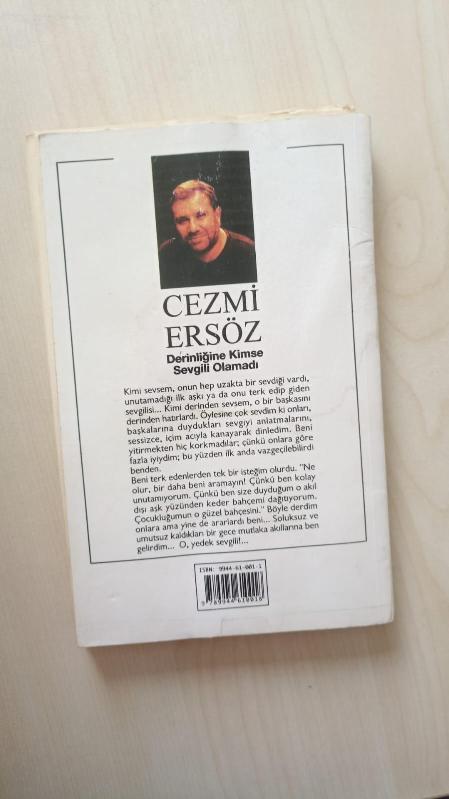 CEZMİ
ERSÖZ
Derinliğine Kimse
Sevgili Olamadı
Kimi sevsem, onun hep uzakta bir sevdiği vardı,
unutamadığı ilk aşkı ya da onu terk edip giden
sevgilisi... Kimi derinden sevsem, o bir başkasını
derinden hatırlardı. Öylesine çok sevdim ki onları,
başkalarına duydukları sevgiyi anlatmalarını,
sessizce, içim acıyla kanayarak dinledim. Beni
yitirmekten hiç korkmadılar; çünkü onlara göre
fazla iyiydim; bu yüzden ilk anda vazgeçilebilirdi
benden.
Beni terk edenlerden tek bir isteğim olurdu. "Ne
olur, bir daha beni aramayın! Çünkü ben kolay
unutamıyorum. Çünkü ben size duyduğum o akıl
dışı aşk yüzünden keder bahçemi dağıtıyorum.
Çocukluğumun o güzel bahçesini." Böyle derdim
onlara ama yine de ararlardı beni... Soluksuz ve
umutsuz kaldıkları bir gece mutlaka akıllarına ben
gelirdim... O, yedek sevgili!...
ISBN: 9944-61-001-1
9 789944 610018